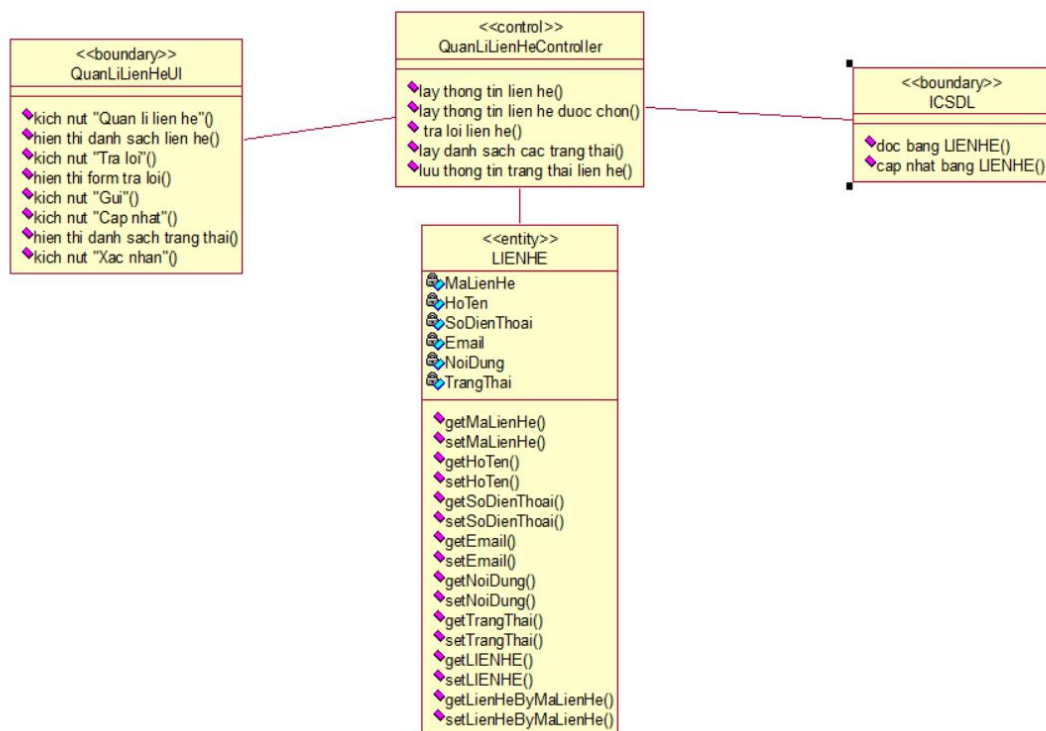 <<boundary>>
QuanLiLienHeUI
kich nut "Quan li lien he"()
hien thi danh sach lien he()
kich nut "Tra loi"()
hien thi form tra loi()
kich nut "Gui"()
kich nut "Cap nhat"()
hien thi danh sach trang thai()
kich nut "Xac nhan"()
<<control>>
QuanLiLienHeController
lay thong tin lien he()
lay thong tin lien he duoc chon()
tra loi lien he()
lay danh sach cac trang thai()
luu thong tin trang thai lien he()
<<boundary>>
ICSDL
doc bang LIENHE()
cap nhat bang LIENHE()
<<entity>>
LIENHE
MaLienHe
HoTen
SoDienThoai
Email
NoiDung
TrangThai
getMaLienHe()
setMaLienHe()
getHoTen()
setHoTen()
getSoDienThoai()
setSoDienThoai()
getEmail()
setEmail()
getNoiDung()
setNoiDung()
getTrangThai()
setTrangThai()
getLIENHE()
setLIENHE()
getLienHeByMaLienHe()
setLienHeByMaLienHe()